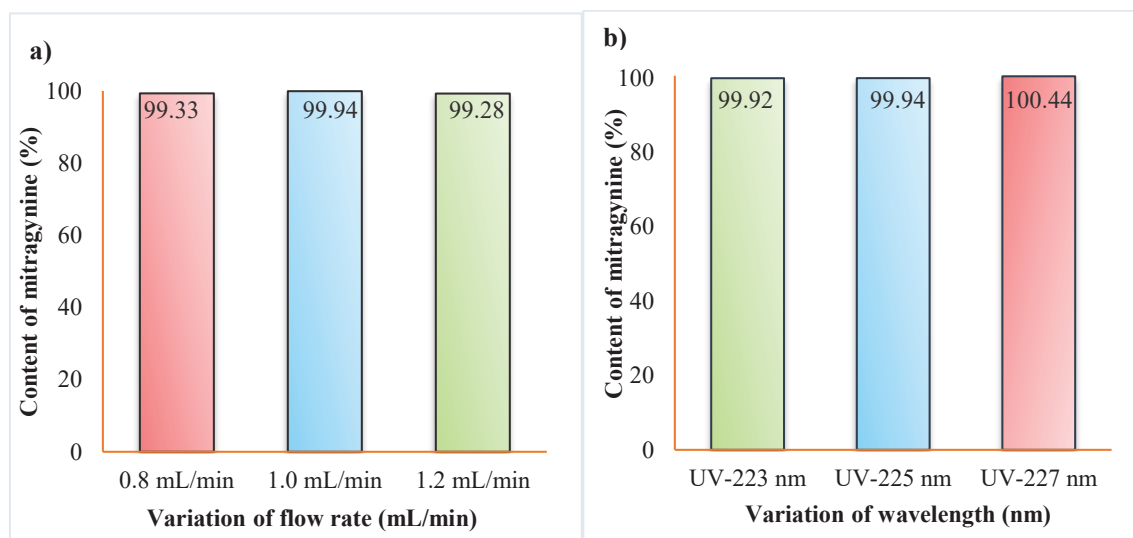 a)
Content of mitragynine (%)
100
80
60
40
20
0
99.33
99.94
99.28
0.8 mL/min
1.0 mL/min
1.2 mL/min
Variation of flow rate (mL/min)
b)
Content of mitragynine (%)
100
80
60
40
20
0
99.92
99.94
100.44
UV-223 nm
UV-225 nm
UV-227 nm
Variation of wavelength (nm)